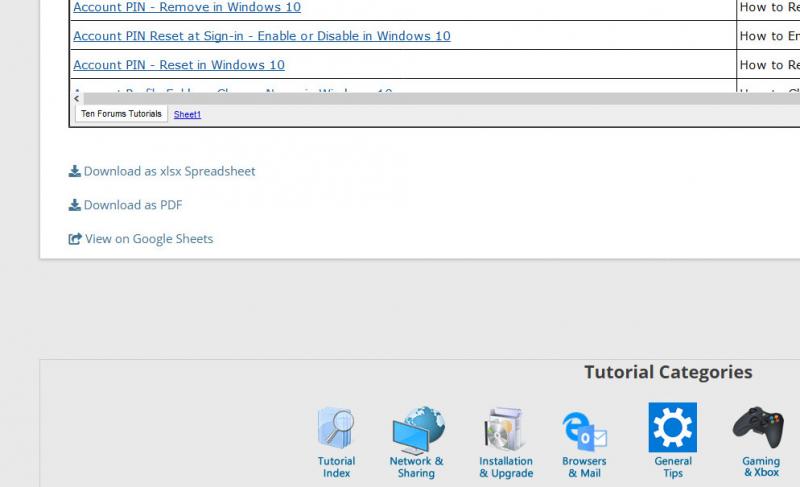 Account PIN - Remove in Windows 10
How to Re
Account PIN Reset at Sign-in - Enable or Disable in Windows 10
How to En
Account PIN - Reset in Windows 10
How to Re
Ten Forums Tutorials
Sheet1
Download as xlsx Spreadsheet
Download as PDF
View on Google Sheets
Tutorial Categories
Tutorial
Index
Network &
Sharing
Installation
& Upgrade
Browsers
& Mail
General
Tips
Gaming
& Xbox